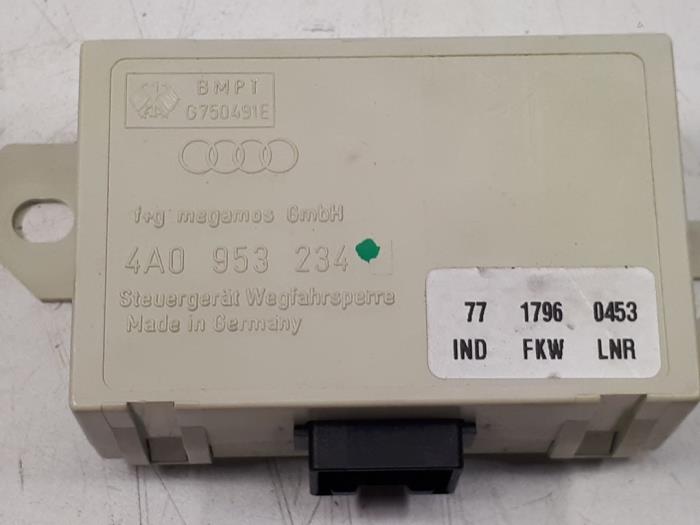 BMPT
G750491E
f+g megamos GmbH
4A0 953 234
Steuergerät Wegfahrsperre
Made in Germany
77 1796 0453
IND FKW LNR